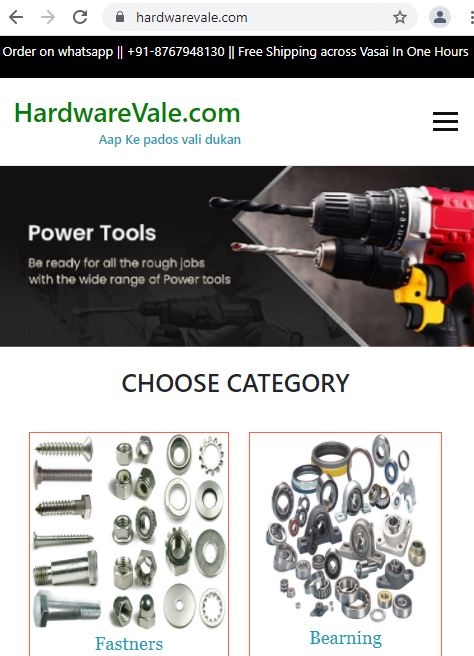 hardwarevale.com
Order on whatsapp || +91-8767948130 || Free Shipping across Vasai In One Hours
HardwareVale.com
Aap Ke pados vali dukan
Power Tools
Be ready for all the rough jobs
with the wide range of Power tools
CHOOSE CATEGORY
Fastners
Bearning